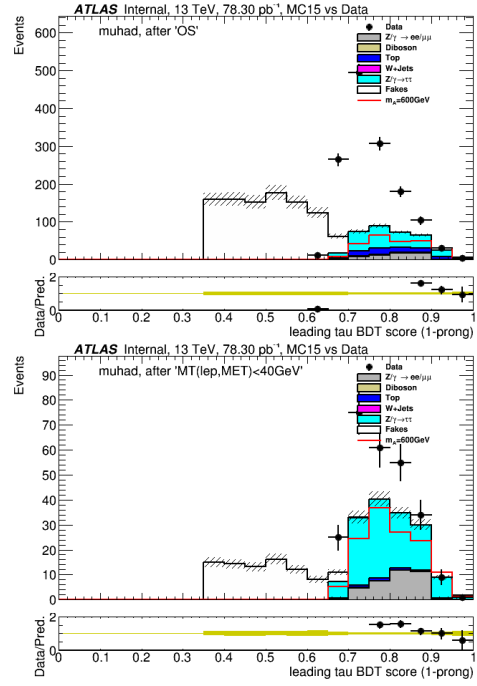 ATLAS Internal, 13 TeV, 78.30 pb⁻¹, MC15 vs Data
Events
muhad, after 'OS'
Data
Z/γ → ee/μμ
Diboson
Top
W+Jets
Z/γ→ττ
Fakes
m_A=600GeV
600
500
400
300
200
100
0
Data/Pred.
2
0
0 0.1 0.2 0.3 0.4 0.5 0.6 0.7 0.8 0.9 1
leading tau BDT score (1-prong)
ATLAS Internal, 13 TeV, 78.30 pb⁻¹, MC15 vs Data
Events
muhad, after 'MT(lep,MET)<40GeV'
Data
Z/γ → ee/μμ
Diboson
Top
W+Jets
Z/γ→ττ
Fakes
m_A=600GeV
90
80
70
60
50
40
30
20
10
0
Data/Pred.
2
0
0 0.1 0.2 0.3 0.4 0.5 0.6 0.7 0.8 0.9 1
leading tau BDT score (1-prong)